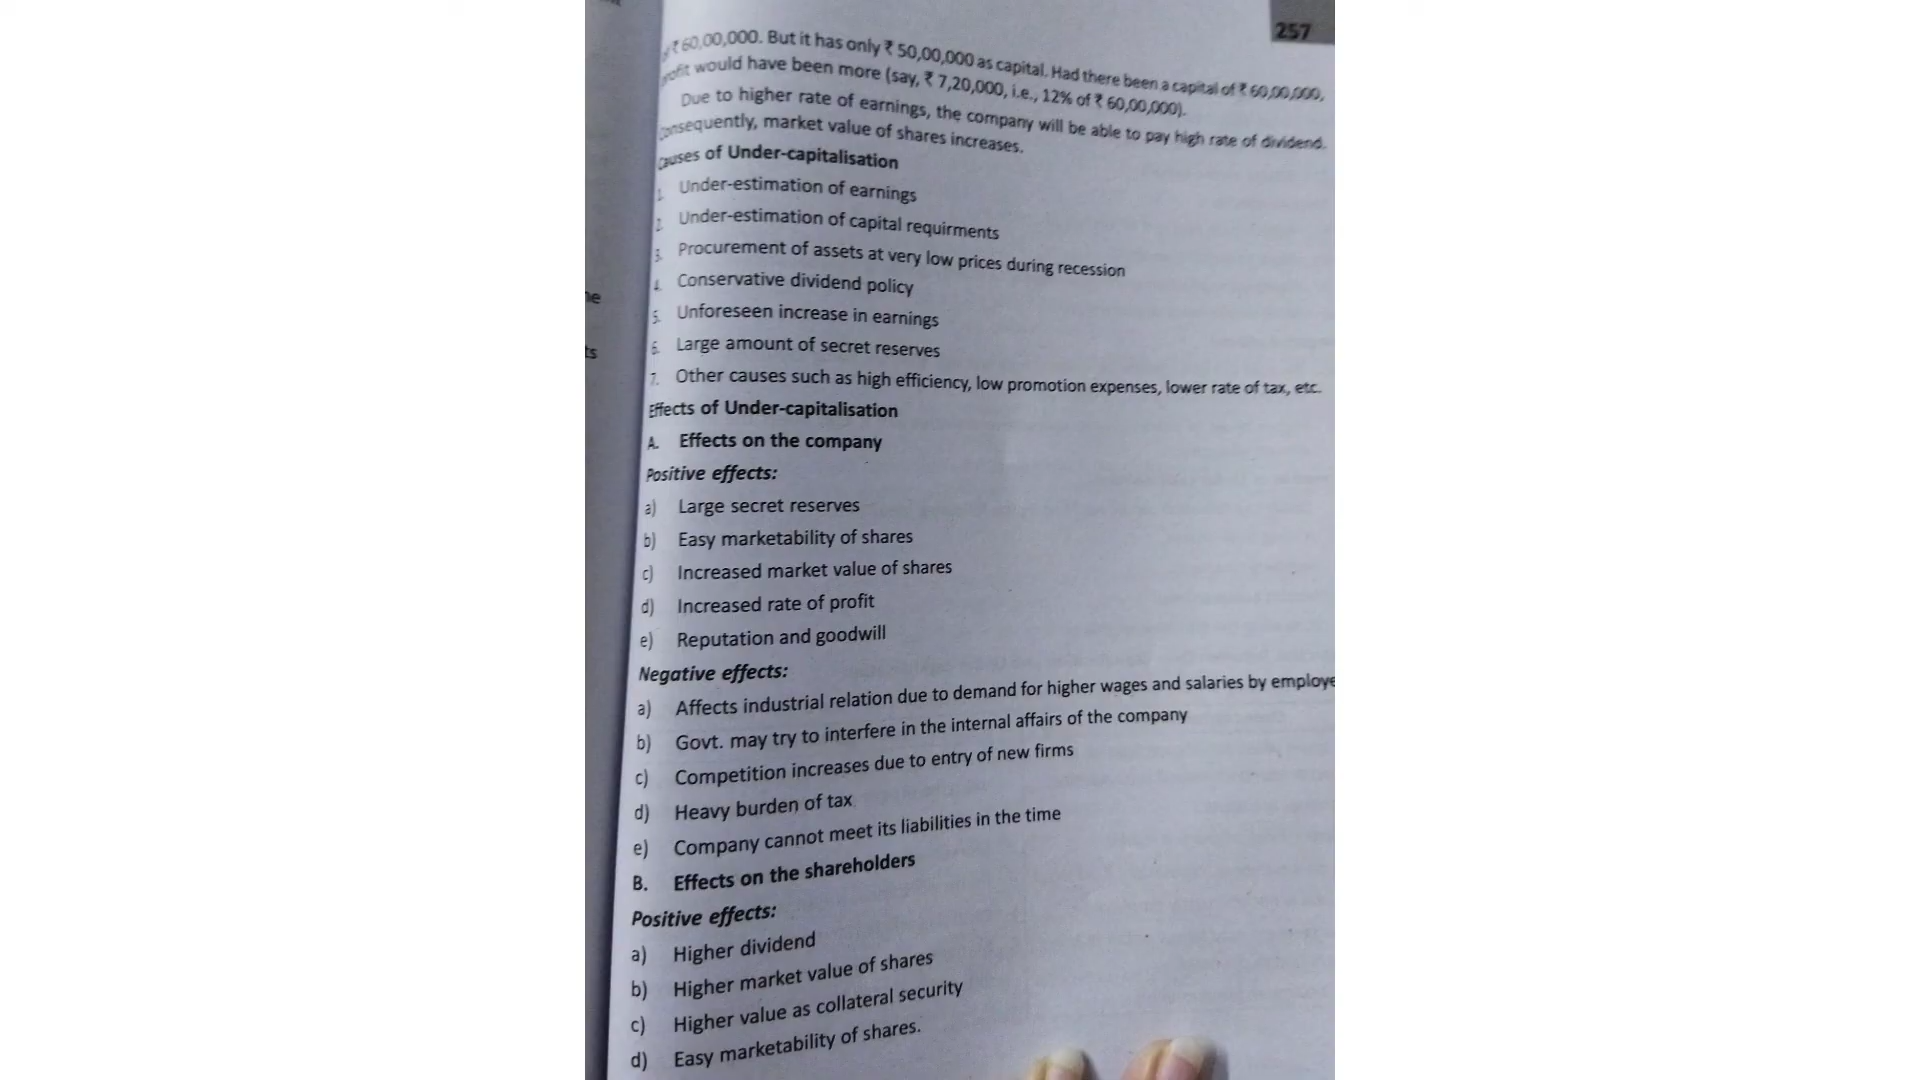 257
₹ 60,00,000. But it has only ₹ 50,00,000 as capital. Had there been a capital of ₹ 60,00,000,
would have been more (say, ₹ 7,20,000, i.e., 12% of ₹ 60,00,000).
Due to higher rate of earnings, the company will be able to pay high rate of dividend.
Consequently, market value of shares increases.
Causes of Under-capitalisation
1. Under-estimation of earnings
2. Under-estimation of capital requirments
3. Procurement of assets at very low prices during recession
4. Conservative dividend policy
5. Unforeseen increase in earnings
6. Large amount of secret reserves
7. Other causes such as high efficiency, low promotion expenses, lower rate of tax, etc.
Effects of Under-capitalisation
A. Effects on the company
Positive effects:
a) Large secret reserves
b) Easy marketability of shares
c) Increased market value of shares
d) Increased rate of profit
e) Reputation and goodwill
Negative effects:
a) Affects industrial relation due to demand for higher wages and salaries by employe
b) Govt. may try to interfere in the internal affairs of the company
c) Competition increases due to entry of new firms
d) Heavy burden of tax
e) Company cannot meet its liabilities in the time
B. Effects on the shareholders
Positive effects:
a) Higher dividend
b) Higher market value of shares
c) Higher value as collateral security
d) Easy marketability of shares.